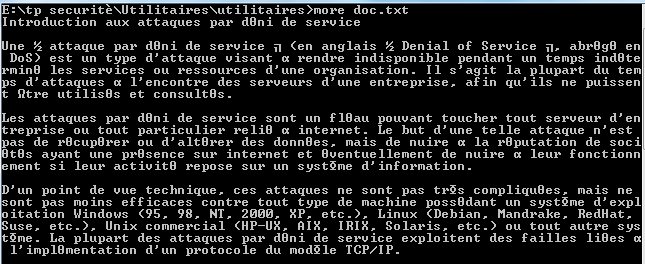 E:\tp securitè\Utilitaires\utilitaires>more doc.txt
Introduction aux attaques par dΘni de service
Une ½ attaque par dΘni de service ╗ (en anglais ½ Denial of Service ╗, abrΘgΘ en
DoS) est un type d'attaque visant α rendre indisponible pendant un temps indΘte
rminΘ les services ou ressources d'une organisation. Il s'agit la plupart du tem
ps d'attaques α l'encontre des serveurs d'une entreprise, afin qu'ils ne puissen
t Ωtre utilisΘs et consultΘs.
Les attaques par dΘni de service sont un flΘau pouvant toucher tout serveur d'en
treprise ou tout particulier reliΘ α internet. Le but d'une telle attaque n'est
pas de rΘcupΘrer ou d'altΘrer des donnΘes, mais de nuire α la rΘputation de soci
ΘtΘs ayant une prΘsence sur internet et Θventuellement de nuire α leur fonctionn
ement si leur activitΘ repose sur un systΦme d'information.
D'un point de vue technique, ces attaques ne sont pas trΦs compliquΘes, mais ne
sont pas moins efficaces contre tout type de machine possΘdant un systΦme d'expl
oitation Windows (95, 98, NT, 2000, XP, etc.), Linux (Debian, Mandrake, RedHat,
Suse, etc.), Unix commercial (HP-UX, AIX, IRIX, Solaris, etc.) ou tout autre sys
tΦme. La plupart des attaques par dΘni de service exploitent des failles liΘes α
l'implΘmentation d'un protocole du modΦle TCP/IP.